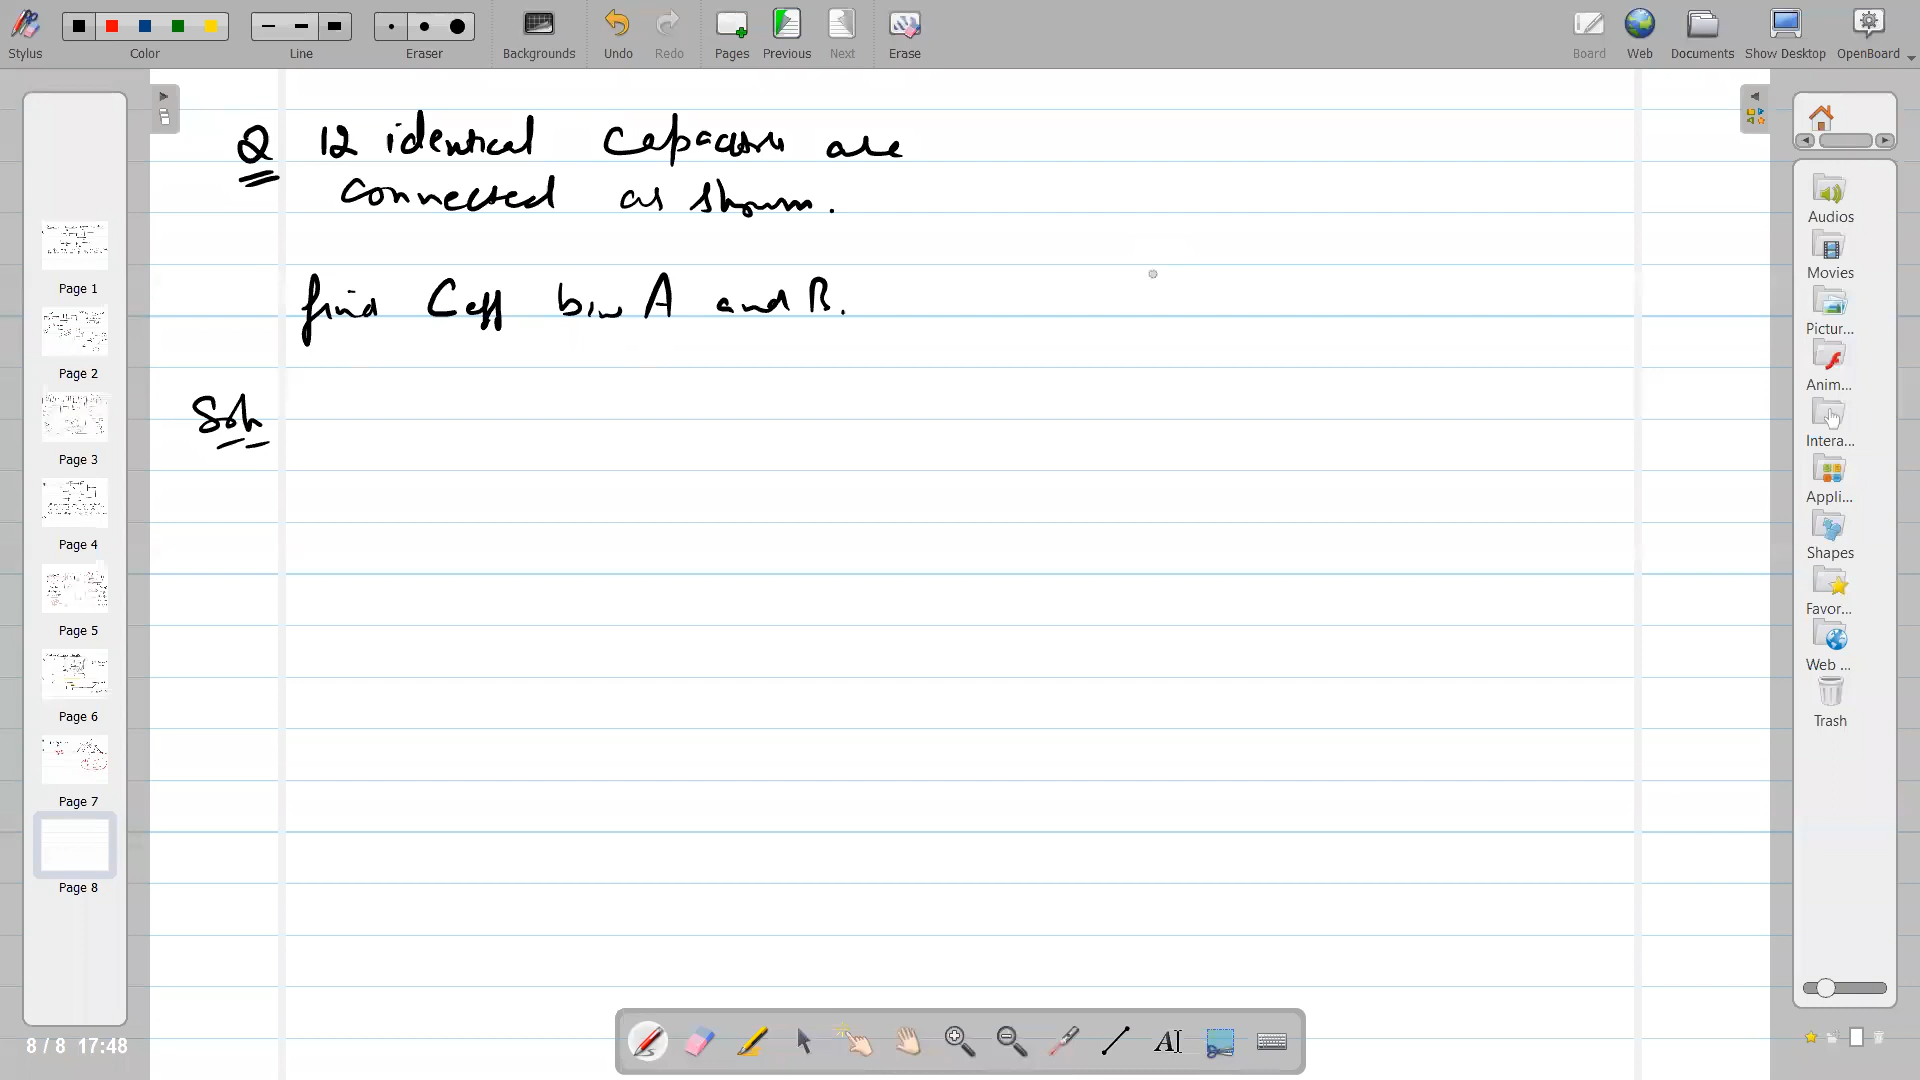 Stylus
Color
Line
Eraser
Backgrounds
Undo
Redo
Pages
Previous
Next
Erase
Board
Web
Documents
Show Desktop
OpenBoard
Q 12 identical Capacitors are
connected as shown.
find Ceff b/w A and B.
Soln
Page 1
Page 2
Page 3
Page 4
Page 5
Page 6
Page 7
Page 8
8 / 8 17:48
Audios
Movies
Pictur...
Anim...
Intera...
Appli...
Shapes
Favor...
Web ...
Trash